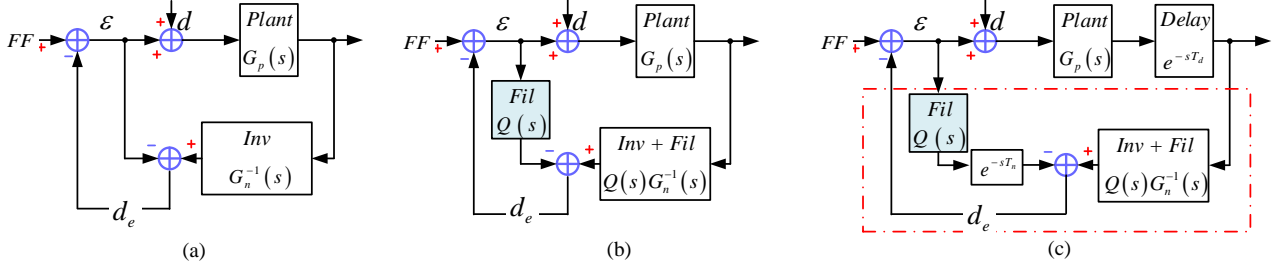 FF
+
−
ε
+
+
d
Plant
G_p(s)
−
+
Inv
G_n^{-1}(s)
d_e
(a)
FF
+
−
ε
+
+
d
Plant
G_p(s)
Fil
Q(s)
−
+
Inv + Fil
Q(s)G_n^{-1}(s)
d_e
(b)
FF
+
−
ε
+
+
d
Plant
G_p(s)
Delay
e^{-sT_d}
Fil
Q(s)
e^{-sT_n}
−
+
Inv + Fil
Q(s)G_n^{-1}(s)
d_e
(c)